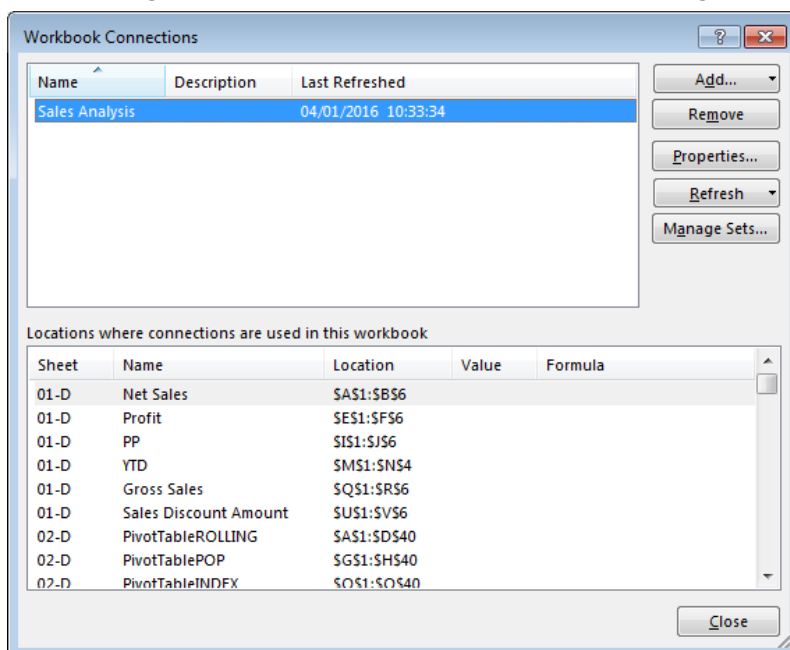 Workbook Connections
Name Description Last Refreshed
Sales Analysis 04/01/2016 10:33:34
Add...
Remove
Properties...
Refresh
Manage Sets...
Locations where connections are used in this workbook
Sheet Name Location Value Formula
01-D Net Sales $A$1:$B$6
01-D Profit $E$1:$F$6
01-D PP $I$1:$J$6
01-D YTD $M$1:$N$4
01-D Gross Sales $Q$1:$R$6
01-D Sales Discount Amount $U$1:$V$6
02-D PivotTableROLLING $A$1:$D$40
02-D PivotTablePOP $G$1:$H$40
02-D PivotTableINDEX
Close